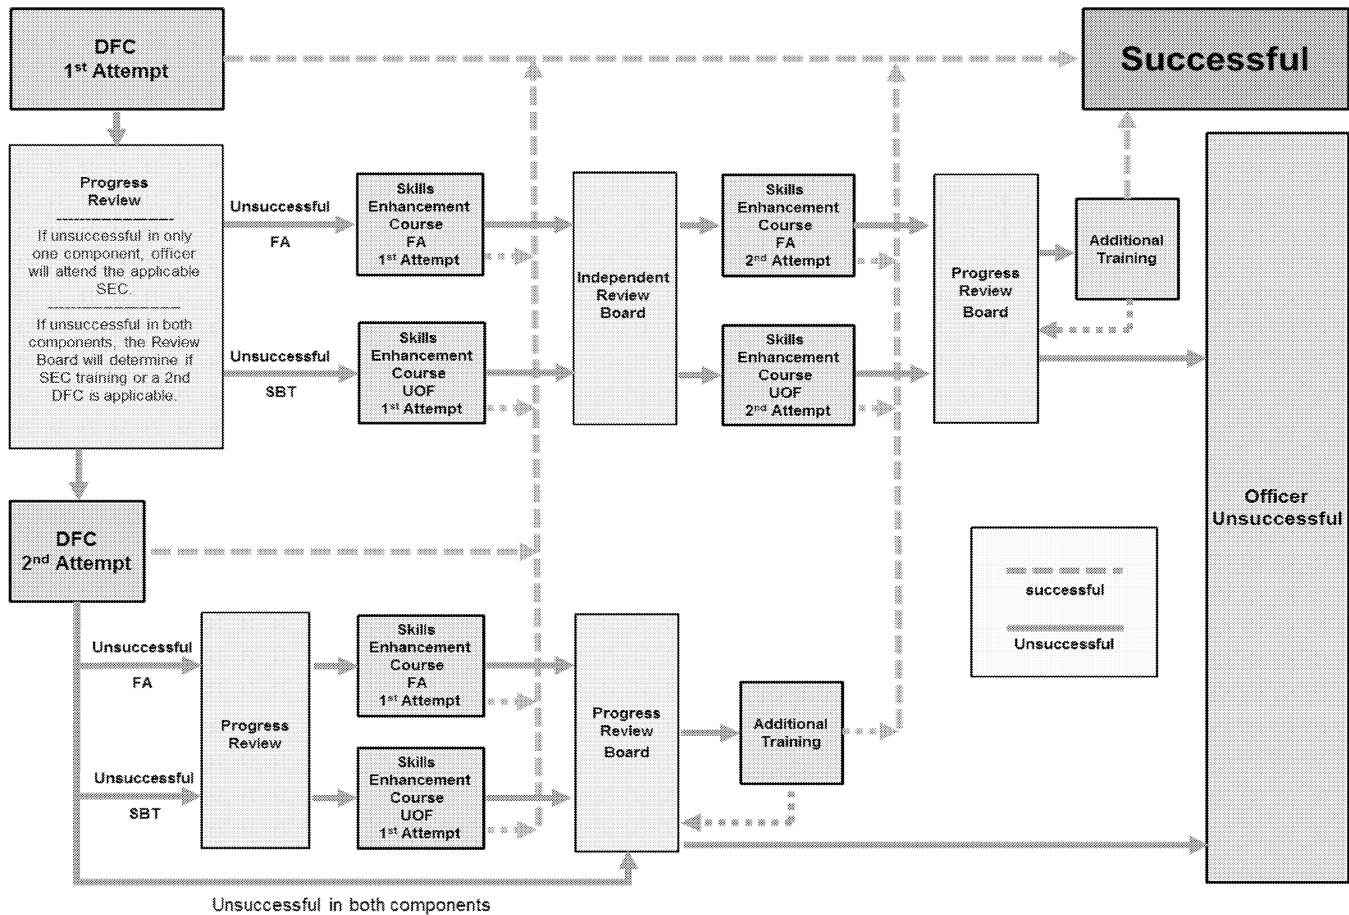 DFC
1st Attempt
Successful
Progress
Review
If unsuccessful in only
one component, officer
will attend the applicable
SEC.
If unsuccessful in both
components, the Review
Board will determine if
SEC training or a 2nd
DFC is applicable.
Unsuccessful
FA
Unsuccessful
SBT
Skills
Enhancement
Course
FA
1st Attempt
Skills
Enhancement
Course
UOF
1st Attempt
Independent
Review
Board
Skills
Enhancement
Course
FA
2nd Attempt
Skills
Enhancement
Course
UOF
2nd Attempt
Progress
Review
Board
Additional
Training
Officer
Unsuccessful
DFC
2nd Attempt
successful
Unsuccessful
Unsuccessful
FA
Unsuccessful
SBT
Progress
Review
Skills
Enhancement
Course
FA
1st Attempt
Skills
Enhancement
Course
UOF
1st Attempt
Progress
Review
Board
Additional
Training
Unsuccessful in both components